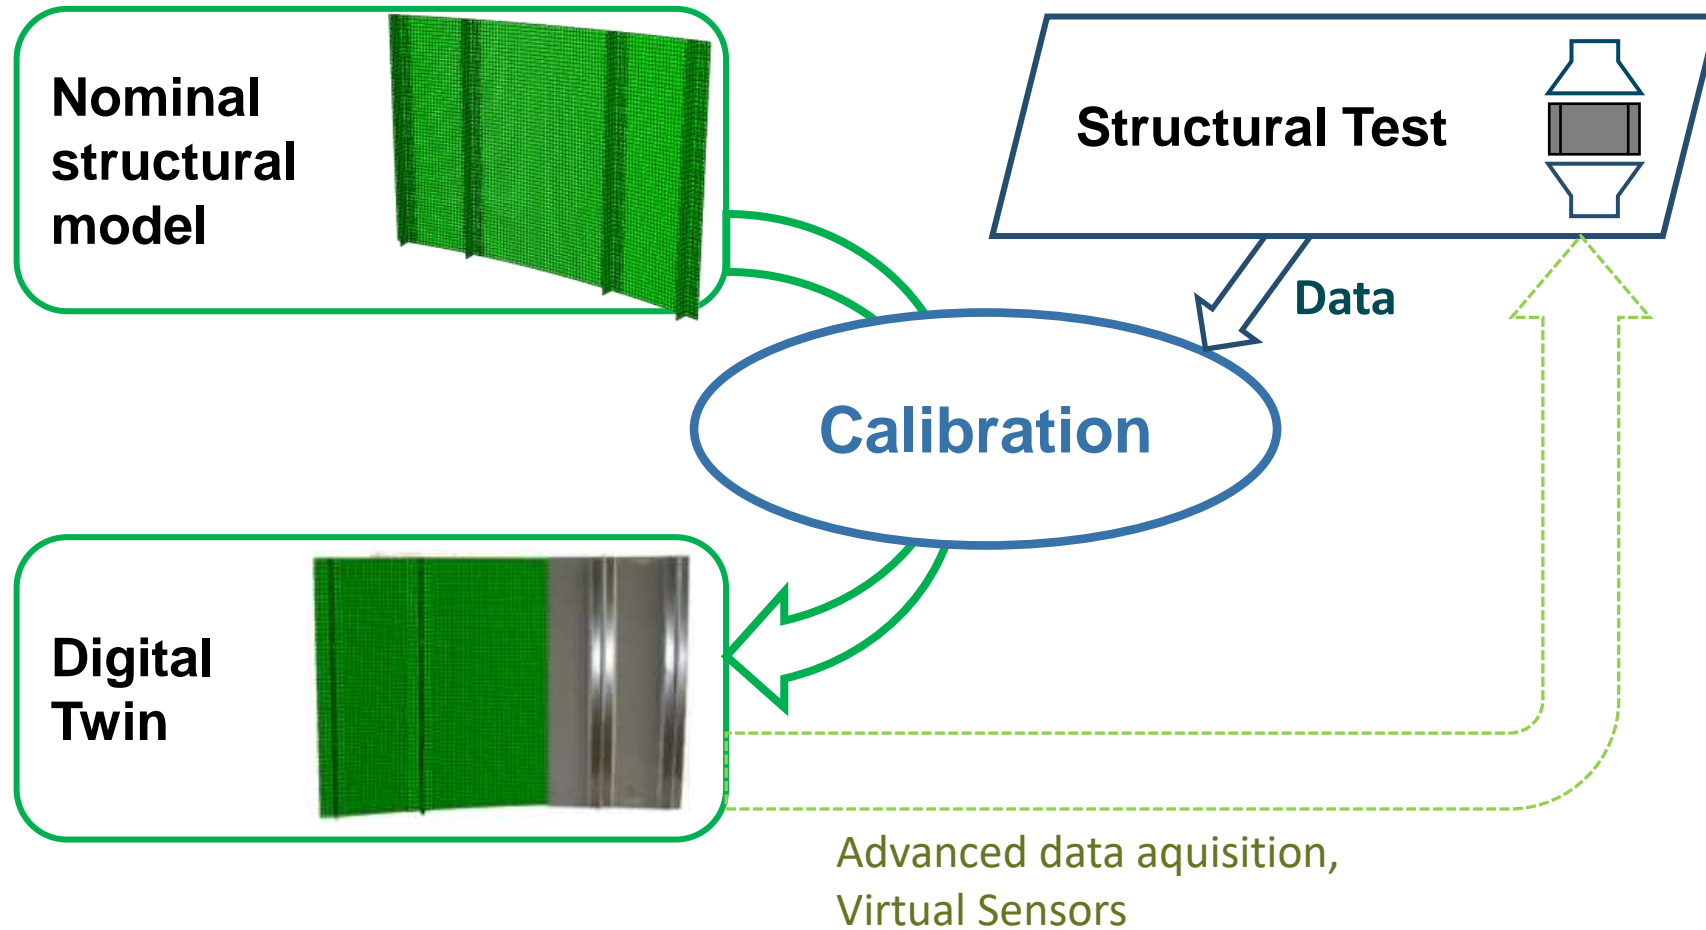 Nominal
structural
model
Structural Test
Data
Calibration
Digital
Twin
Advanced data aquisition,
Virtual Sensors